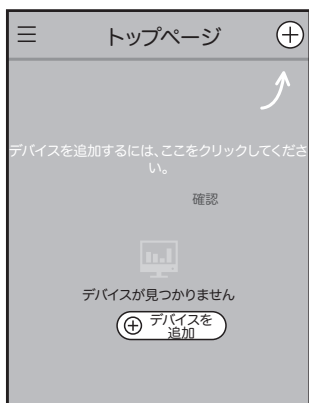 トップページ
デバイスを追加するには、ここをクリックしてくださ
い。
確認
デバイスが見つかりません
デバイスを
追加